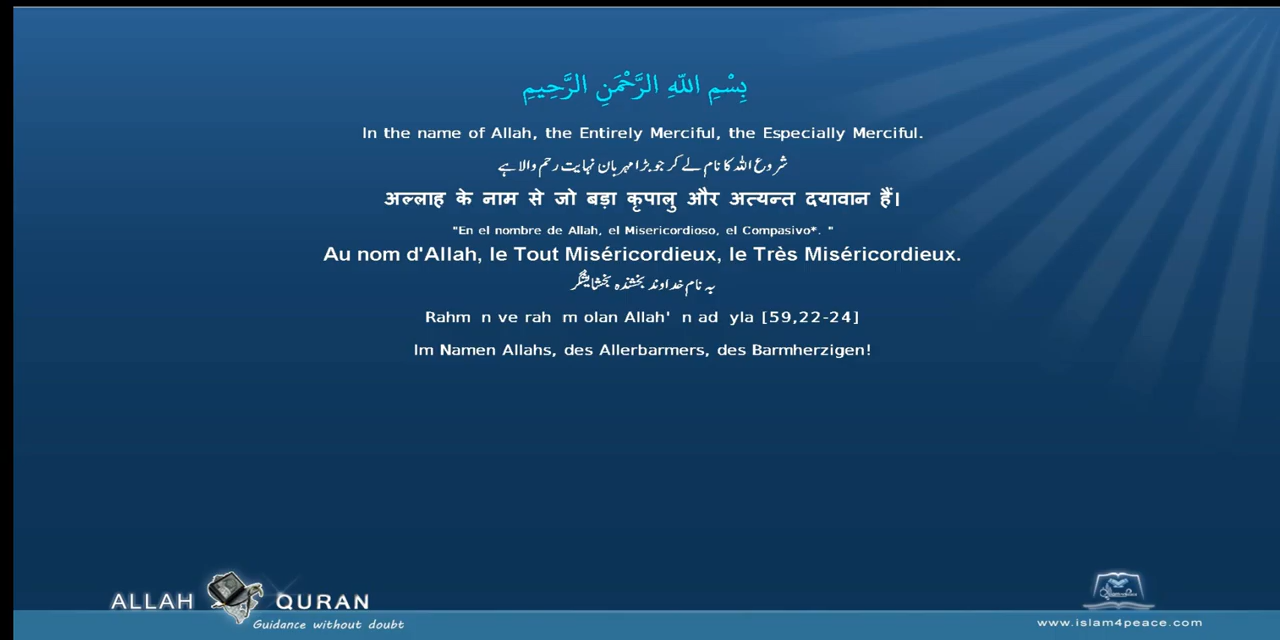 بِسْمِ اللّهِ الرَّحْمَنِ الرَّحِيمِ
In the name of Allah, the Entirely Merciful, the Especially Merciful.
شروع الله کا نام لے کر جو بڑا مہربان نہایت رحم والا ہے
अल्लाह के नाम से जो बड़ा कृपालु और अत्यन्त दयावान हैं।
"En el nombre de Allah, el Misericordioso, el Compasivo*. "
Au nom d'Allah, le Tout Miséricordieux, le Très Miséricordieux.
به نام خداوند بخشنده بخشایشگر
Rahm n ve rah m olan Allah' n ad yla [59,22-24]
Im Namen Allahs, des Allerbarmers, des Barmherzigen!
ALLAH QURAN
Guidance without doubt
www.islam4peace.com